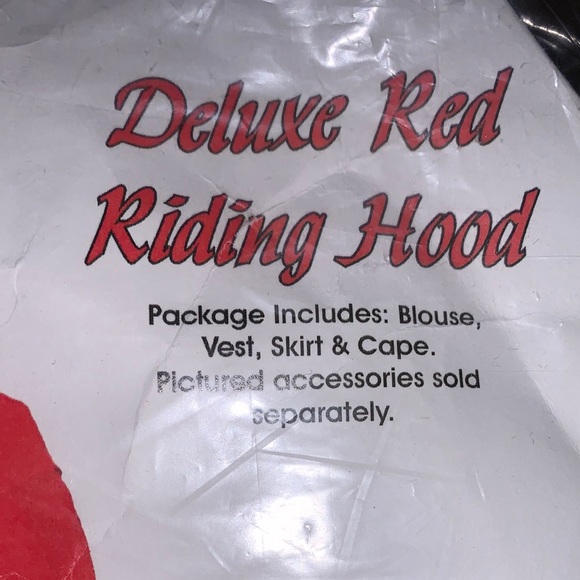 Deluxe Red
Riding Hood
Package Includes: Blouse,
Vest, Skirt & Cape.
Pictured accessories sold
separately.